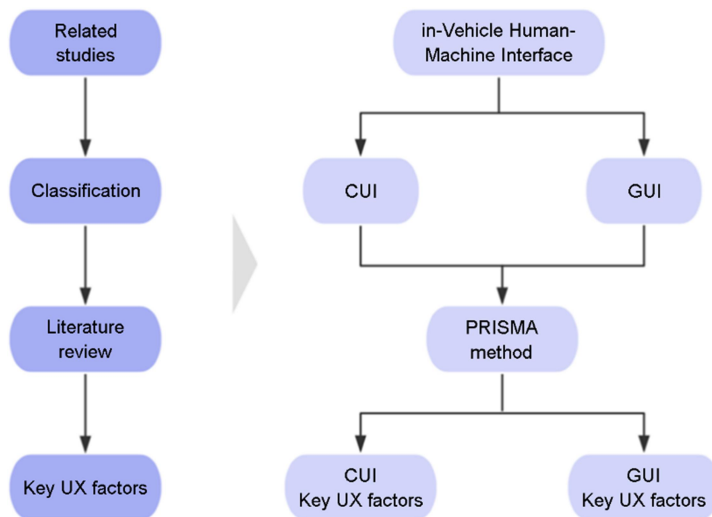 Related
studies
Classification
Literature
review
Key UX factors
in-Vehicle Human-
Machine Interface
CUI
GUI
PRISMA
method
CUI
Key UX factors
GUI
Key UX factors